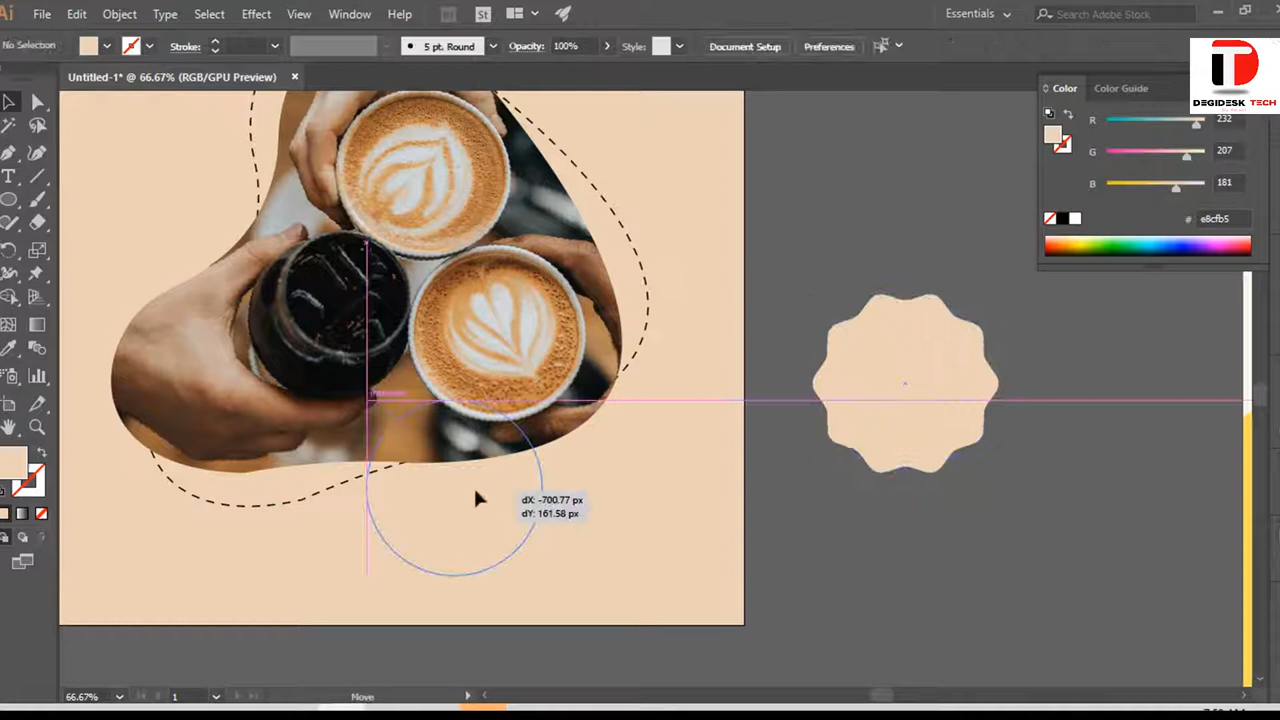 Ai File Edit Object Type Select Effect View Window Help Br St Essentials Search Adobe Stock
No Selection Stroke: 5 pt. Round Opacity: 100% Style: Document Setup Preferences
Untitled-1* @ 66.67% (RGB/GPU Preview)
Color Color Guide
DEGIDESK TECH
R 232
G 207
B 181
# e8cfb5
dX: -700.77 px
dY: 161.58 px
66.67% 1 Move